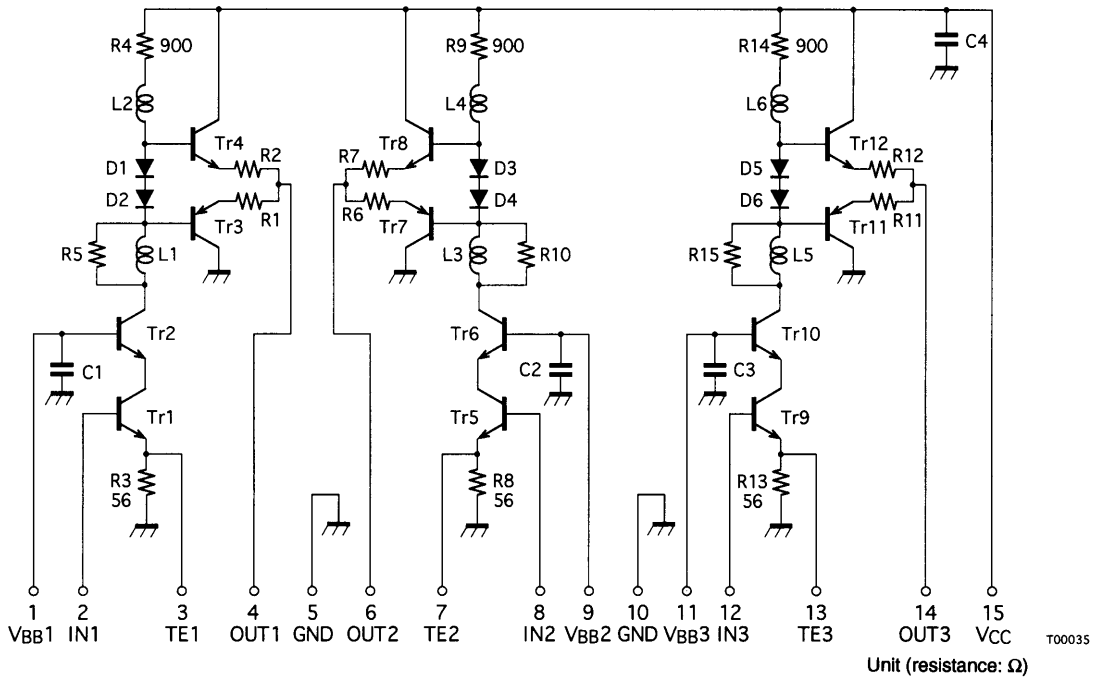 R4 900 R9 900 R14 900 C4
L2 L4 L6
Tr4 Tr8 Tr12
D1 R2 R7 D3 D5 R12
D2 R1 R6 D4 D6 R11
Tr3 Tr7 Tr11
R5 L1 L3 R10 R15 L5
Tr2 Tr6 Tr10
C1 C2 C3
Tr1 Tr5 Tr9
R3 R8 R13
56 56 56
1 2 3 4 5 6 7 8 9 10 11 12 13 14 15
VBB1 IN1 TE1 OUT1 GND OUT2 TE2 IN2 VBB2 GND VBB3 IN3 TE3 OUT3 VCC T00035
Unit (resistance: Ω)